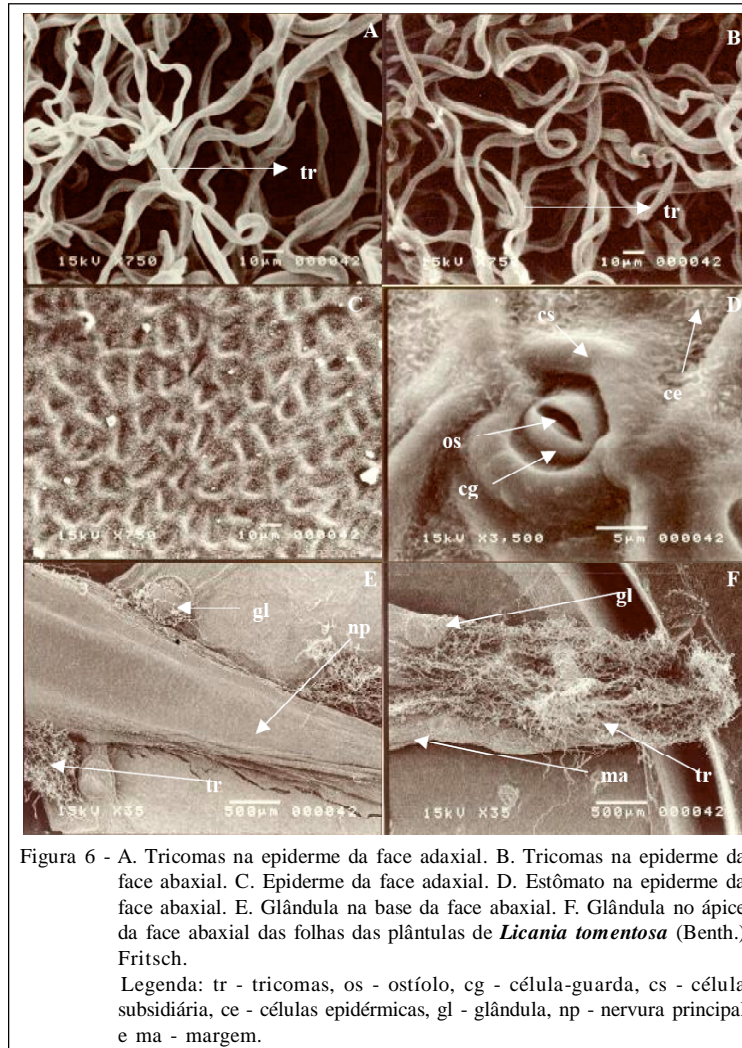 A
tr
15kV X750 10µm 000042
B
tr
15kV X750 10µm 000042
C
15kV X750 10µm 000042
D
cs
ce
os
cg
15kV X3,500 5µm 000042
E
gl
np
tr
15kV X35 500µm 000042
F
gl
ma
tr
15kV X35 500µm 000042
Figura 6 - A. Tricomas na epiderme da face adaxial. B. Tricomas na epiderme da
face abaxial. C. Epiderme da face adaxial. D. Estômato na epiderme da
face abaxial. E. Glândula na base da face abaxial. F. Glândula no ápice
da face abaxial das folhas das plântulas de Licania tomentosa (Benth.)
Fritsch.
Legenda: tr - tricomas, os - ostíolo, cg - célula-guarda, cs - célula
subsidiária, ce - células epidérmicas, gl - glândula, np - nervura principal
e ma - margem.